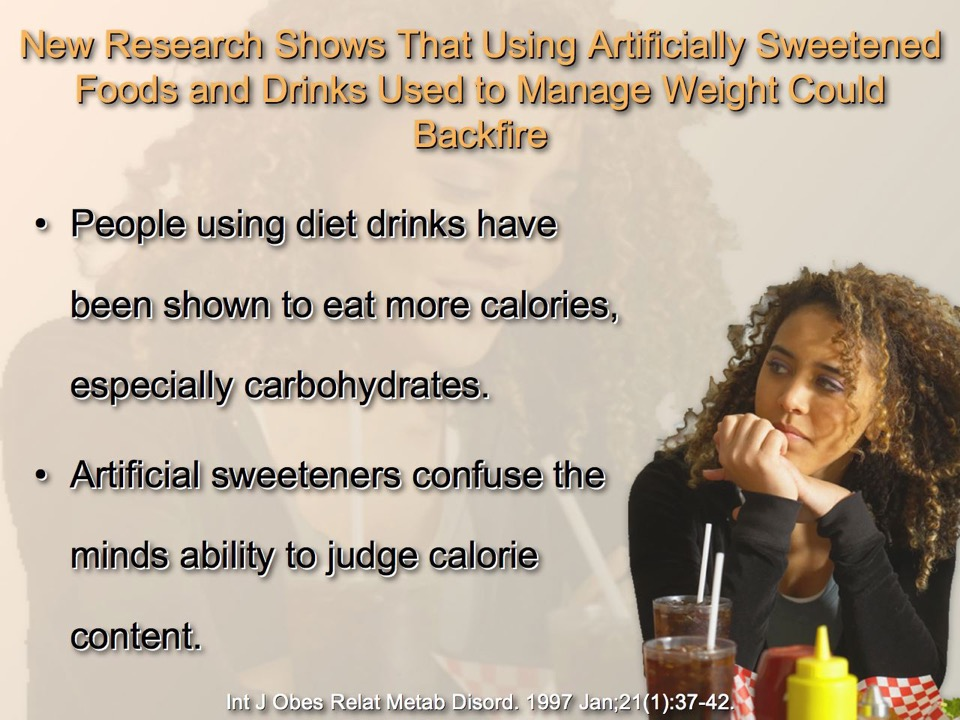 New Research Shows That Using Artificially Sweetened
Foods and Drinks Used to Manage Weight Could
Backfire
• People using diet drinks have
been shown to eat more calories,
especially carbohydrates.
• Artificial sweeteners confuse the
minds ability to judge calorie
content.
Int J Obes Relat Metab Disord. 1997 Jan;21(1):37-42.